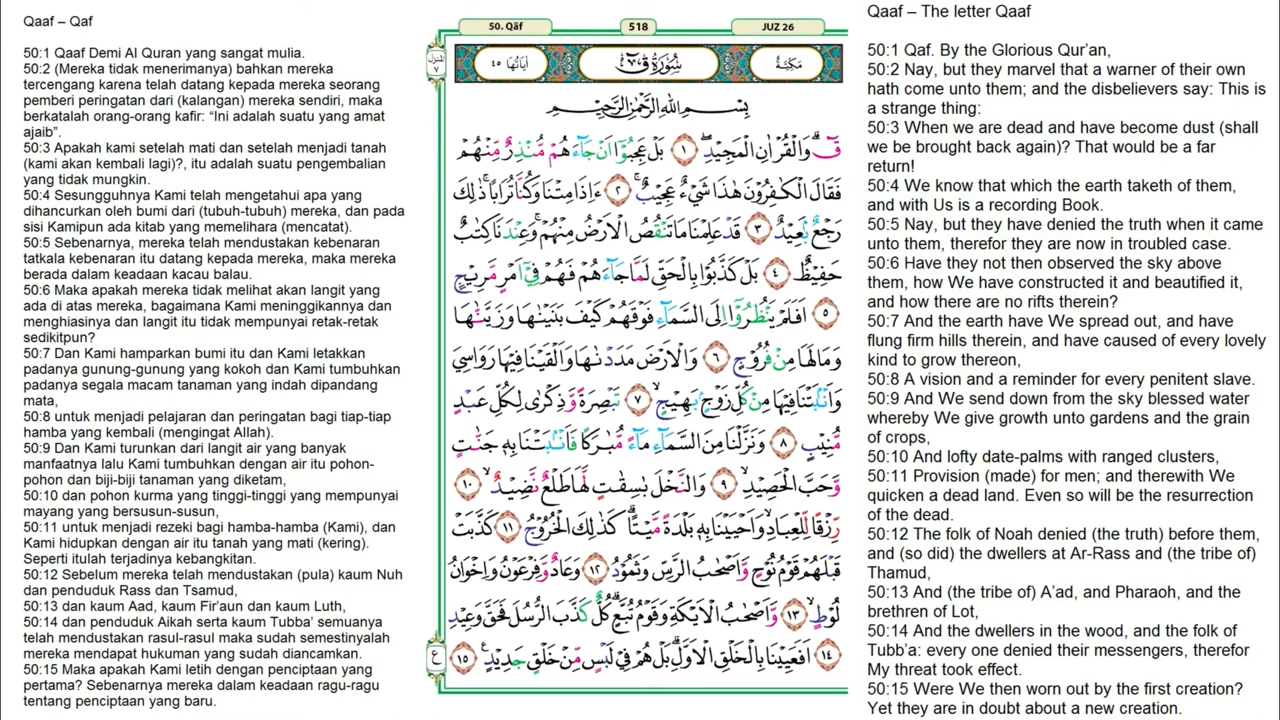 Qaaf – Qaf
50:1 Qaaf Demi Al Quran yang sangat mulia.
50:2 (Mereka tidak menerimanya) bahkan mereka
tercengang karena telah datang kepada mereka seorang
pemberi peringatan dari (kalangan) mereka sendiri, maka
berkatalah orang-orang kafir: “Ini adalah suatu yang amat
ajaib”.
50:3 Apakah kami setelah mati dan setelah menjadi tanah
(kami akan kembali lagi)?, itu adalah suatu pengembalian
yang tidak mungkin.
50:4 Sesungguhnya Kami telah mengetahui apa yang
dihancurkan oleh bumi dari (tubuh-tubuh) mereka, dan pada
sisi Kamipun ada kitab yang memelihara (mencatat).
50:5 Sebenarnya, mereka telah mendustakan kebenaran
tatkala kebenaran itu datang kepada mereka, maka mereka
berada dalam keadaan kacau balau.
50:6 Maka apakah mereka tidak melihat akan langit yang
ada di atas mereka, bagaimana Kami meninggikannya dan
menghiasinya dan langit itu tidak mempunyai retak-retak
sedikitpun?
50:7 Dan Kami hamparkan bumi itu dan Kami letakkan
padanya gunung-gunung yang kokoh dan Kami tumbuhkan
padanya segala macam tanaman yang indah dipandang
mata,
50:8 untuk menjadi pelajaran dan peringatan bagi tiap-tiap
hamba yang kembali (mengingat Allah).
50:9 Dan Kami turunkan dari langit air yang banyak
manfaatnya lalu Kami tumbuhkan dengan air itu pohon-
pohon dan biji-biji tanaman yang diketam,
50:10 dan pohon kurma yang tinggi-tinggi yang mempunyai
mayang yang bersusun-susun,
50:11 untuk menjadi rezeki bagi hamba-hamba (Kami), dan
Kami hidupkan dengan air itu tanah yang mati (kering).
Seperti itulah terjadinya kebangkitan.
50:12 Sebelum mereka telah mendustakan (pula) kaum Nuh
dan penduduk Rass dan Tsamud,
50:13 dan kaum Aad, kaum Fir’aun dan kaum Luth,
50:14 dan penduduk Aikah serta kaum Tubba’ semuanya
telah mendustakan rasul-rasul maka sudah semestinyalah
mereka mendapat hukuman yang sudah diancamkan.
50:15 Maka apakah Kami letih dengan penciptaan yang
pertama? Sebenarnya mereka dalam keadaan ragu-ragu
tentang penciptaan yang baru.
50. Qāf
518
JUZ 26
المنزل ٧
مَكِّيَّة
سُوْرَةُ قٓ
اٰيَاتُهَا ٤٥
بِسْمِ اللّٰهِ الرَّحْمٰنِ الرَّحِيْمِ
قٓ ۗوَالْقُرْاٰنِ الْمَجِيْدِۖ ١ بَلْ عَجِبُوْٓا اَنْ جَاۤءَهُمْ مُّنْذِرٌ مِّنْهُمْ
فَقَالَ الْكٰفِرُوْنَ هٰذَا شَيْءٌ عَجِيْبٌۚ ٢ ءَاِذَا مِتْنَا وَكُنَّا تُرَابًاۚ ذٰلِكَ
رَجْعٌۢ بَعِيْدٌ ٣ قَدْ عَلِمْنَا مَا تَنْقُصُ الْاَرْضُ مِنْهُمْۚ وَعِنْدَنَا كِتٰبٌ
حَفِيْظٌ ٤ بَلْ كَذَّبُوْا بِالْحَقِّ لَمَّا جَاۤءَهُمْ فَهُمْ فِيْٓ اَمْرٍ مَّرِيْجٍ
٥ اَفَلَمْ يَنْظُرُوْٓا اِلَى السَّمَاۤءِ فَوْقَهُمْ كَيْفَ بَنَيْنٰهَا وَزَيَّنّٰهَا
وَمَا لَهَا مِنْ فُرُوْجٍ ٦ وَالْاَرْضَ مَدَدْنٰهَا وَاَلْقَيْنَا فِيْهَا رَوَاسِيَ
وَاَنْۢبَتْنَا فِيْهَا مِنْ كُلِّ زَوْجٍۢ بَهِيْجٍۙ ٧ تَبْصِرَةً وَّذِكْرٰى لِكُلِّ عَبْدٍ
مُّنِيْبٍ ٨ وَنَزَّلْنَا مِنَ السَّمَاۤءِ مَاۤءً مُّبٰرَكًا فَاَنْۢبَتْنَا بِهٖ جَنّٰتٍ
وَّحَبَّ الْحَصِيْدِۙ ٩ وَالنَّخْلَ بٰسِقٰتٍ لَّهَا طَلْعٌ نَّضِيْدٌۙ ١٠
رِّزْقًا لِّلْعِبَادِۙ وَاَحْيَيْنَا بِهٖ بَلْدَةً مَّيْتًاۗ كَذٰلِكَ الْخُرُوْجُ ١١ كَذَّبَتْ
قَبْلَهُمْ قَوْمُ نُوْحٍ وَّاَصْحٰبُ الرَّسِّ وَثَمُوْدُ ١٢ وَعَادٌ وَّفِرْعَوْنُ وَاِخْوَانُ
لُوْطٍۙ ١٣ وَّاَصْحٰبُ الْاَيْكَةِ وَقَوْمُ تُبَّعٍۗ كُلٌّ كَذَّبَ الرُّسُلَ فَحَقَّ وَعِيْدِ
١٤ اَفَعَيِيْنَا بِالْخَلْقِ الْاَوَّلِۗ بَلْ هُمْ فِيْ لَبْسٍ مِّنْ خَلْقٍ جَدِيْدٍ ١٥
ع
Qaaf – The letter Qaaf
50:1 Qaf. By the Glorious Qur’an,
50:2 Nay, but they marvel that a warner of their own
hath come unto them; and the disbelievers say: This is
a strange thing:
50:3 When we are dead and have become dust (shall
we be brought back again)? That would be a far
return!
50:4 We know that which the earth taketh of them,
and with Us is a recording Book.
50:5 Nay, but they have denied the truth when it came
unto them, therefor they are now in troubled case.
50:6 Have they not then observed the sky above
them, how We have constructed it and beautified it,
and how there are no rifts therein?
50:7 And the earth have We spread out, and have
flung firm hills therein, and have caused of every lovely
kind to grow thereon,
50:8 A vision and a reminder for every penitent slave.
50:9 And We send down from the sky blessed water
whereby We give growth unto gardens and the grain
of crops,
50:10 And lofty date-palms with ranged clusters,
50:11 Provision (made) for men; and therewith We
quicken a dead land. Even so will be the resurrection
of the dead.
50:12 The folk of Noah denied (the truth) before them,
and (so did) the dwellers at Ar-Rass and (the tribe of)
Thamud,
50:13 And (the tribe of) A’ad, and Pharaoh, and the
brethren of Lot,
50:14 And the dwellers in the wood, and the folk of
Tubb’a: every one denied their messengers, therefor
My threat took effect.
50:15 Were We then worn out by the first creation?
Yet they are in doubt about a new creation.